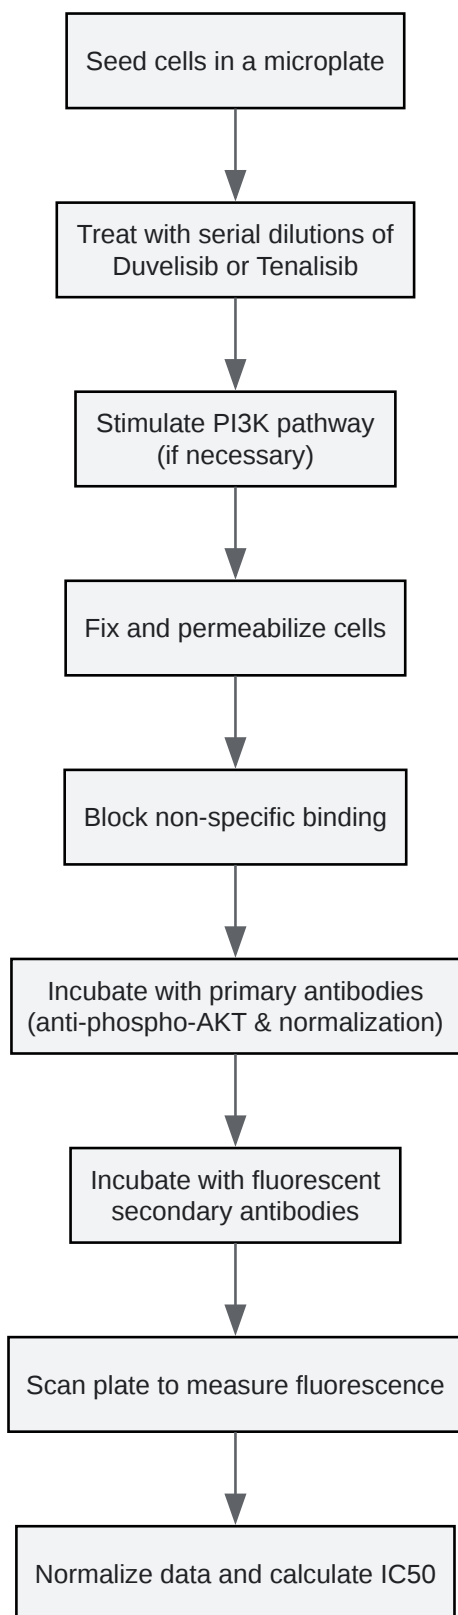 Seed cells in a microplate
Treat with serial dilutions of
Duvelisib or Tenalisib
Stimulate PI3K pathway
(if necessary)
Fix and permeabilize cells
Block non-specific binding
Incubate with primary antibodies
(anti-phospho-AKT & normalization)
Incubate with fluorescent
secondary antibodies
Scan plate to measure fluorescence
Normalize data and calculate IC50